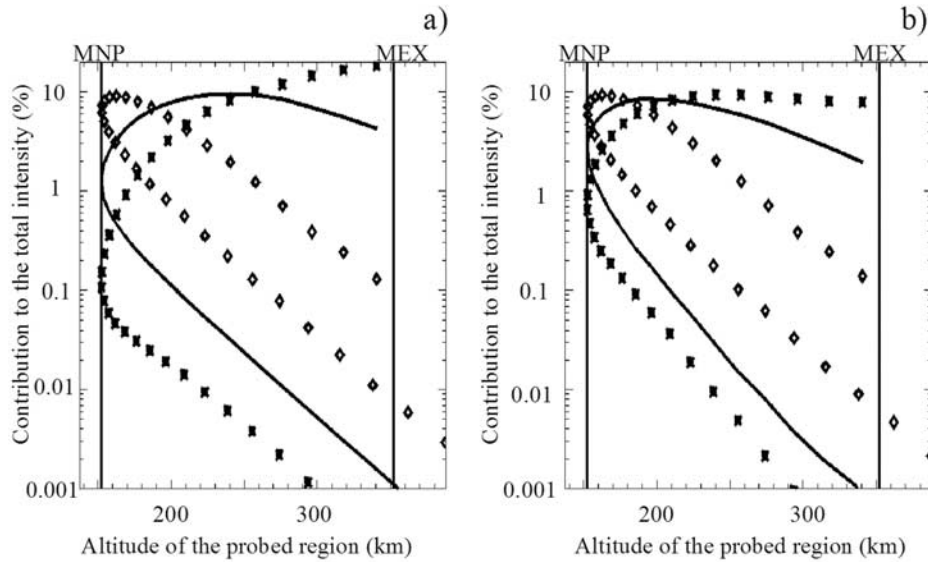 a)
MNP MEX
10
1
0.1
0.01
0.001
200 300
Contribution to the total intensity (%)
Altitude of the probed region (km)
b)
MNP MEX
10
1
0.1
0.01
0.001
200 300
Contribution to the total intensity (%)
Altitude of the probed region (km)